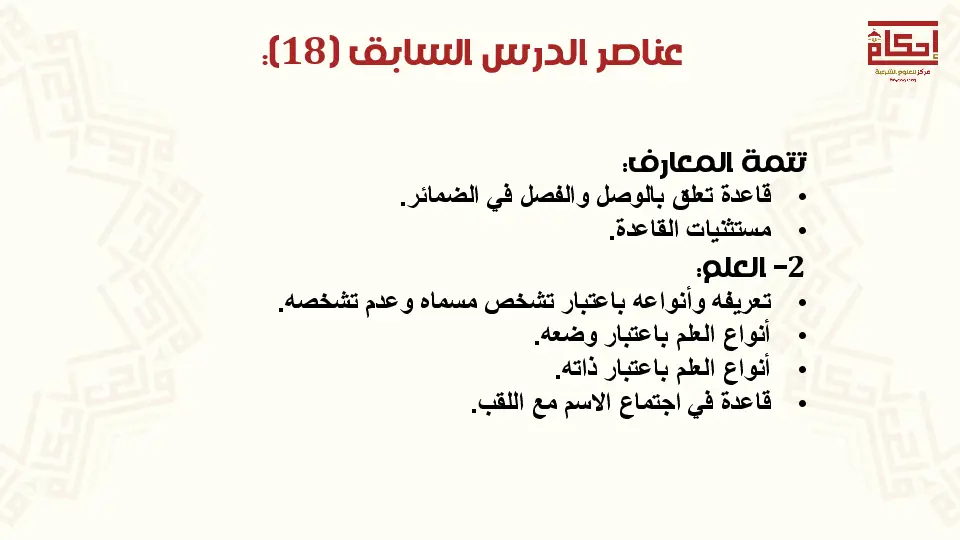 عناصر الدرس السابق (18):
إحكام
مركز للعلوم الشرعية
تتمة المعارف:
• قاعدة تعلق بالوصل والفصل في الضمائر.
• مستثنيات القاعدة.
2- العلم:
• تعريفه وأنواعه باعتبار تشخص مسماه وعدم تشخصه.
• أنواع العلم باعتبار وضعه.
• أنواع العلم باعتبار ذاته.
• قاعدة في اجتماع الاسم مع اللقب.